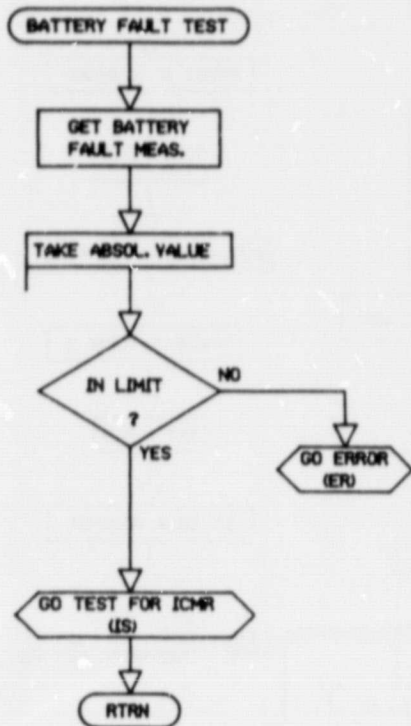 BATTERY FAULT TEST
GET BATTERY
FAULT MEAS.
TAKE ABSOL. VALUE
IN LIMIT
?
NO
YES
GO ERROR
(ER)
GO TEST FOR ICMR
(IS)
RTRN